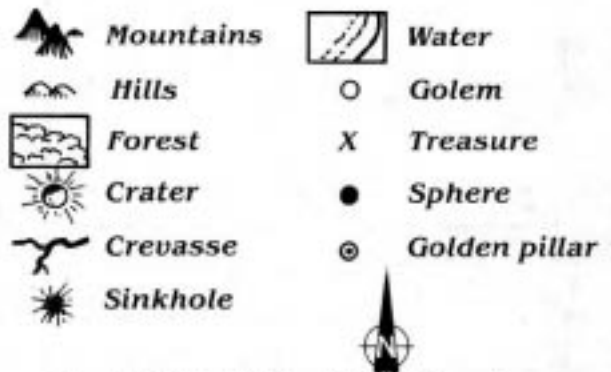 Mountains
Hills
Forest
Crater
Crevasse
Sinkhole
Water
Golem
X Treasure
Sphere
Golden pillar
N